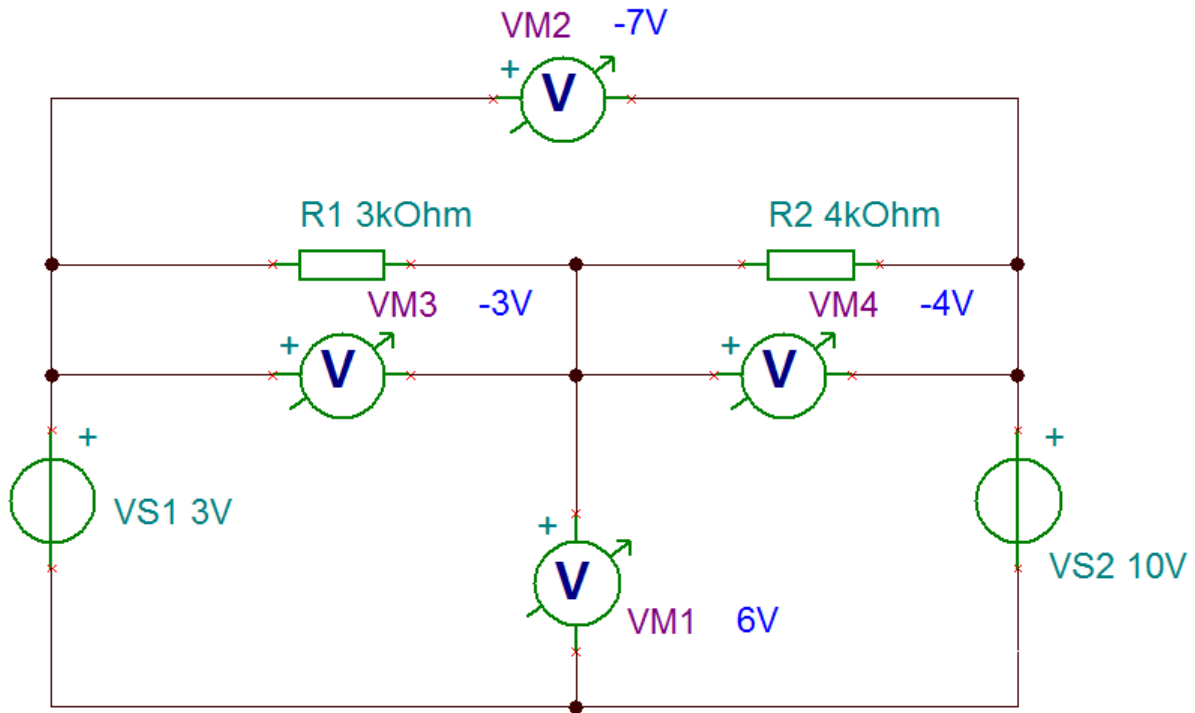 VM2 -7V
+
V
R1 3kOhm
R2 4kOhm
VM3 -3V
VM4 -4V
+
V
+
V
+
VS1 3V
+
VS2 10V
+
V
VM1 6V